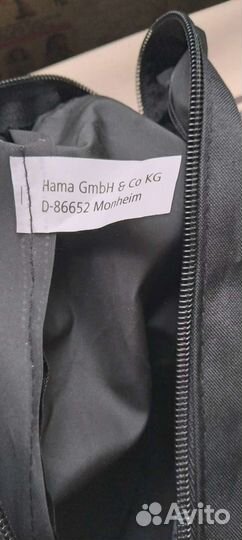 Hama GmbH & Co KG
D-86652 Monheim
Avito